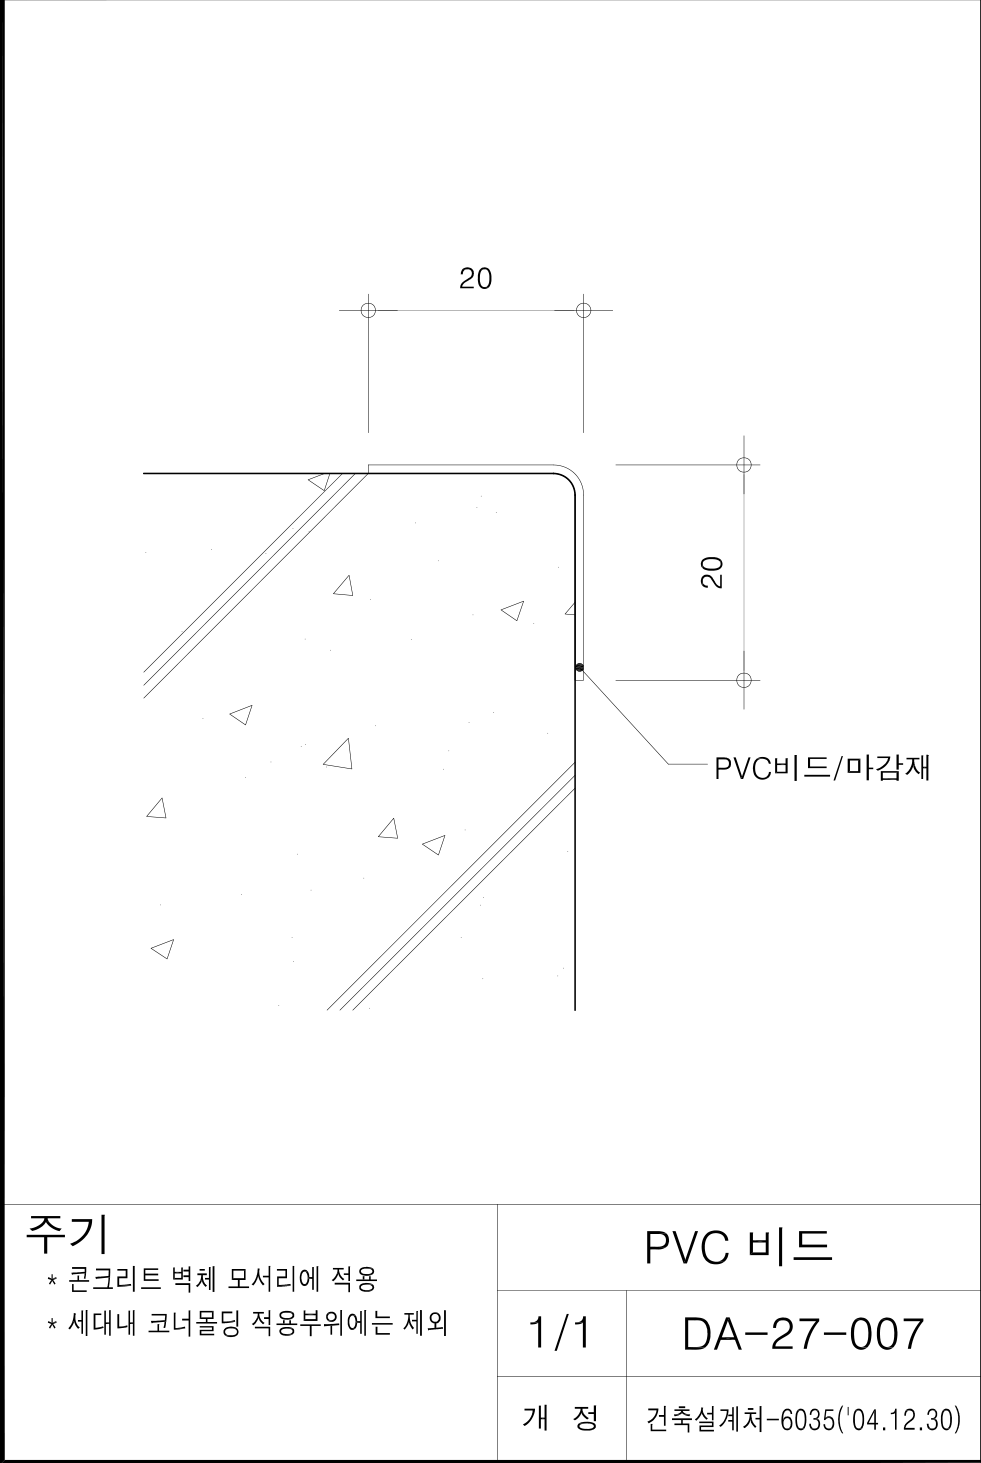 20
20
PVC비드/마감재
주기
* 콘크리트 벽체 모서리에 적용
* 세대내 코너몰딩 적용부위에는 제외
PVC 비드
1/1
DA-27-007
개 정
건축설계처-6035('04.12.30)